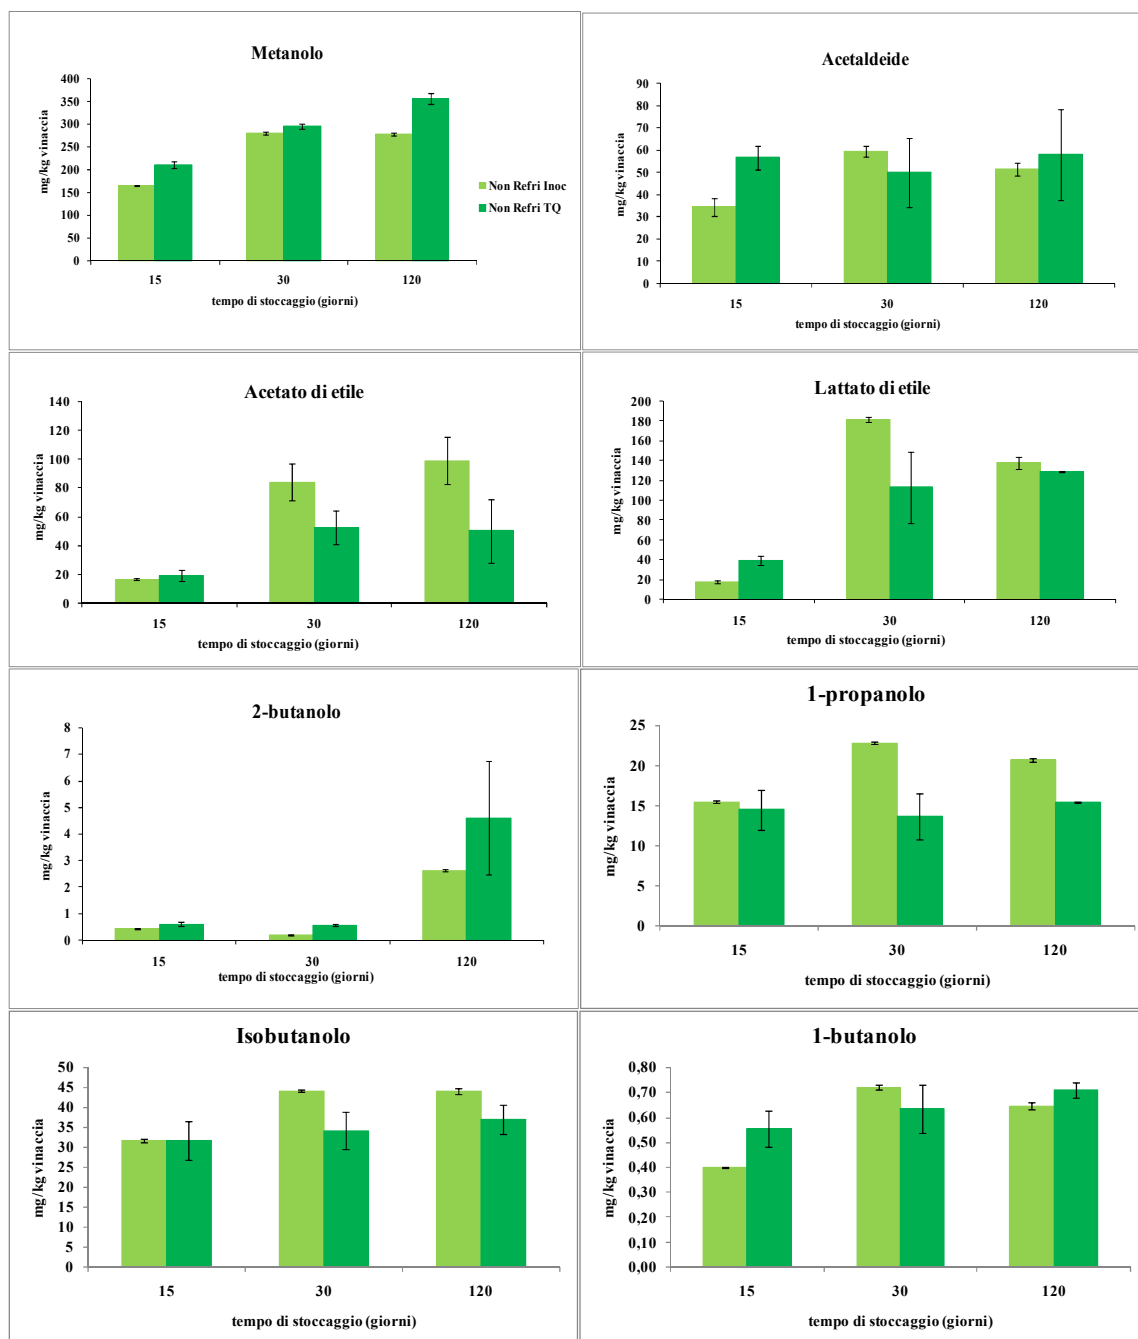 Metanolo
400
350
300
250
200
150
100
50
0
mg/kg vinaccia
15 30 120
tempo di stoccaggio (giorni)
Non Refri Inoc
Non Refri TQ
Acetaldeide
90
80
70
60
50
40
30
20
10
0
mg/kg vinaccia
15 30 120
tempo di stoccaggio (giorni)
Acetato di etile
140
120
100
80
60
40
20
0
mg/kg vinaccia
15 30 120
tempo di stoccaggio (giorni)
Lattato di etile
200
180
160
140
120
100
80
60
40
20
0
mg/kg vinaccia
15 30 120
tempo di stoccaggio (giorni)
2-butanolo
8
7
6
5
4
3
2
1
0
mg/kg vinaccia
15 30 120
tempo di stoccaggio (giorni)
1-propanolo
25
20
15
10
5
0
mg/kg vinaccia
15 30 120
tempo di stoccaggio (giorni)
Isobutanolo
50
45
40
35
30
25
20
15
10
5
0
mg/kg vinaccia
15 30 120
tempo di stoccaggio (giorni)
1-butanolo
0,80
0,70
0,60
0,50
0,40
0,30
0,20
0,10
0,00
mg/kg vinaccia
15 30 120
tempo di stoccaggio (giorni)